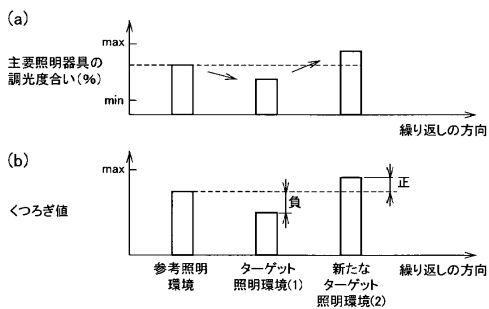 (a)
主要照明器具の
調光度合い(%)
max
min
繰り返しの方向
(b)
くつろぎ値
max
負
正
参考照明
環境
ターゲット
照明環境(1)
新たな
ターゲット
照明環境(2)
繰り返しの方向